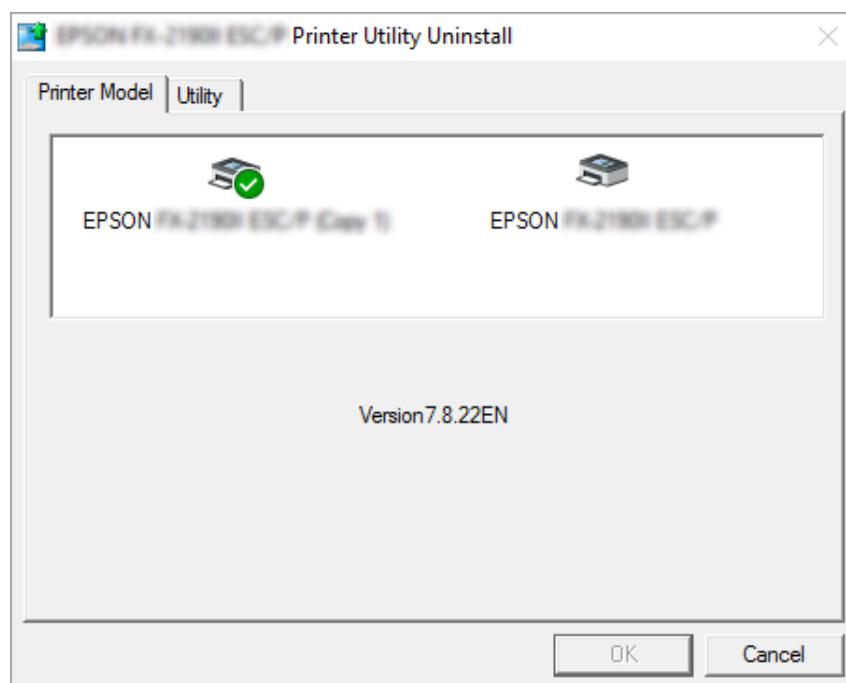 Printer Utility Uninstall
Printer Model Utility
EPSON EPSON
Version7.8.22EN
OK Cancel